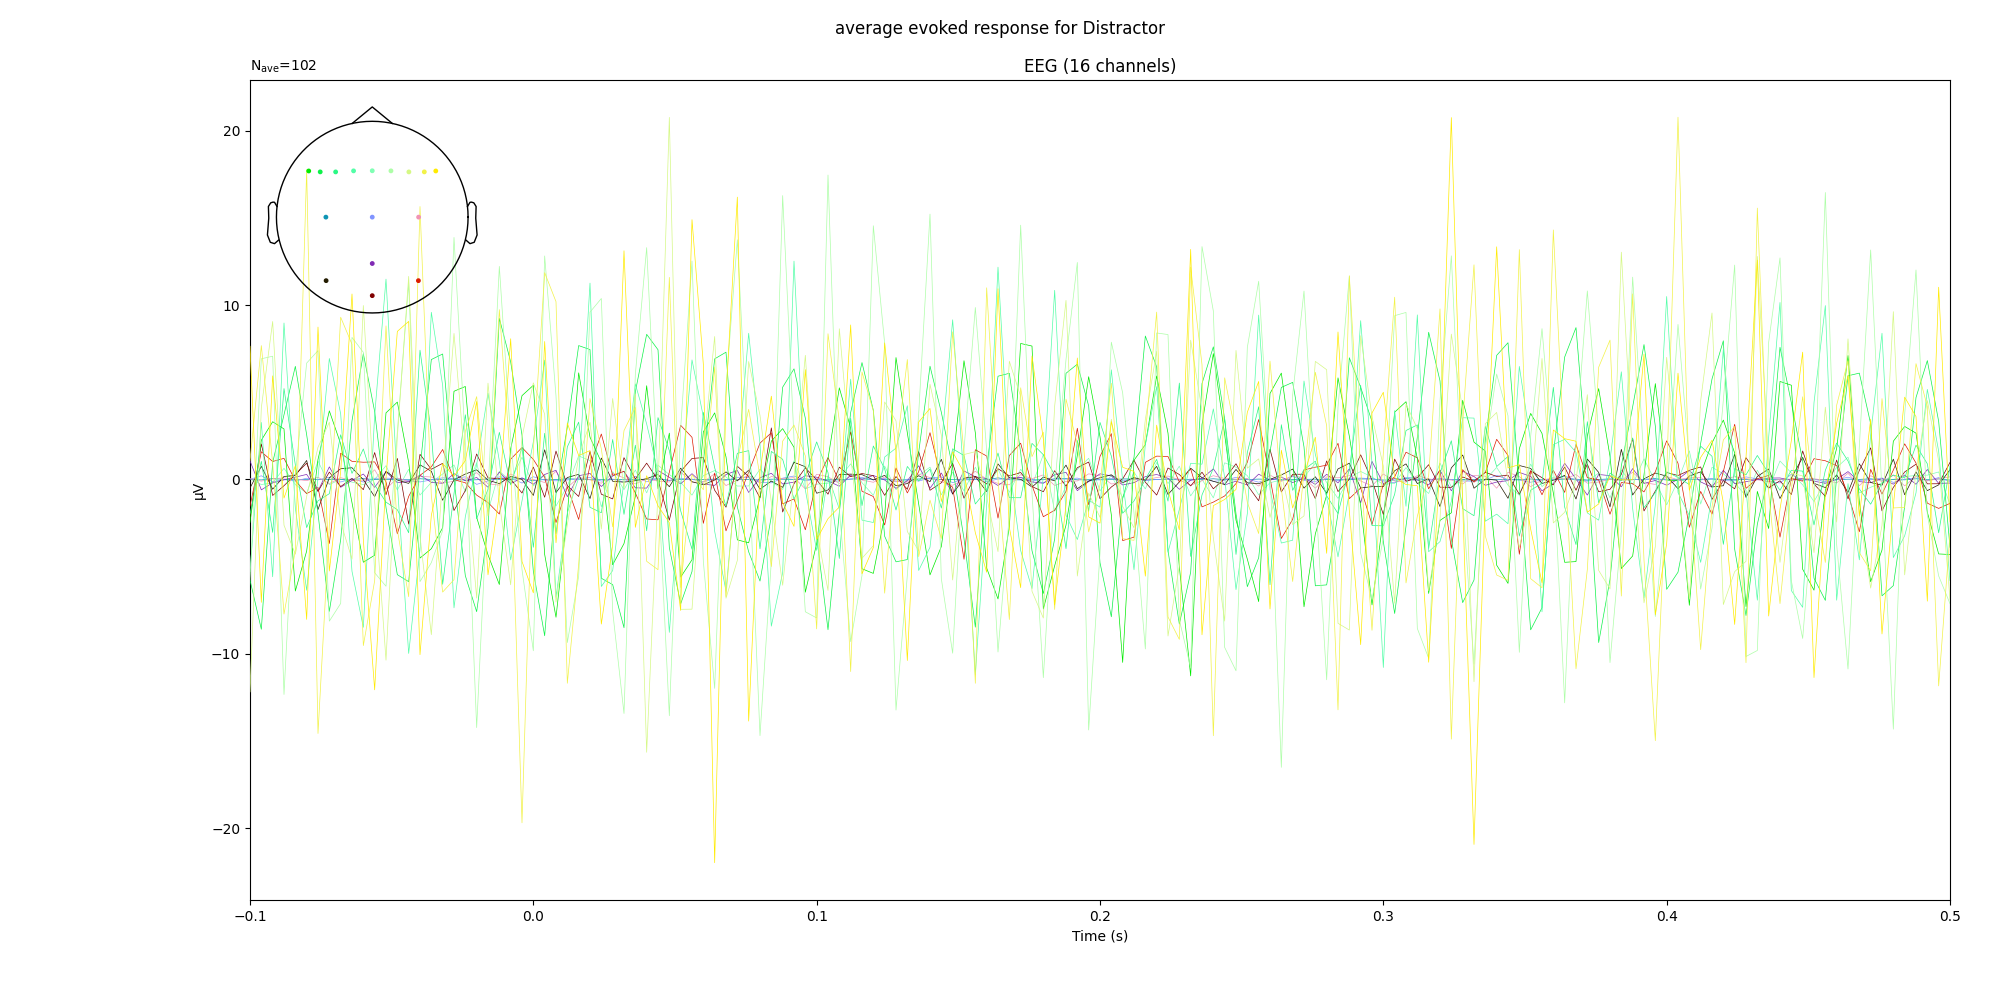 average evoked response for Distractor
Nave=102
EEG (16 channels)
20
10
0
−10
−20
µV
−0.1 0.0 0.1 0.2 0.3 0.4 0.5
Time (s)